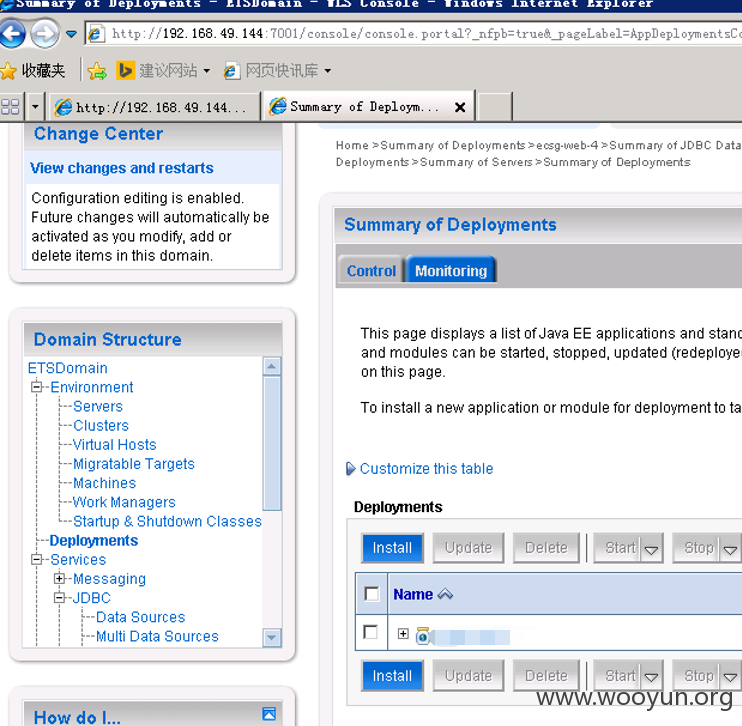 Summary of Deployments - ETSDomain - WLS Console - Windows Internet Explorer
http://192.168.49.144:7001/console/console.portal?_nfpb=true&_pageLabel=AppDeploymentsCo
收藏夹 建议网站 网页快讯库
http://192.168.49.144... Summary of Deploym...
Change Center
View changes and restarts
Configuration editing is enabled.
Future changes will automatically be
activated as you modify, add or
delete items in this domain.
Domain Structure
ETSDomain
Environment
Servers
Clusters
Virtual Hosts
Migratable Targets
Machines
Work Managers
Startup & Shutdown Classes
Deployments
Services
Messaging
JDBC
Data Sources
Multi Data Sources
How do I...
Home >Summary of Deployments >ecsg-web-4 >Summary of JDBC Data
Deployments >Summary of Servers >Summary of Deployments
Summary of Deployments
Control Monitoring
This page displays a list of Java EE applications and stand
and modules can be started, stopped, updated (redeploye
on this page.
To install a new application or module for deployment to ta
Customize this table
Deployments
Install Update Delete Start Stop
Name
Install Update Delete Start Stop
www.wooyun.org